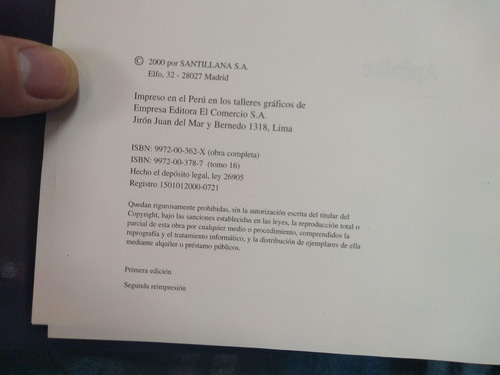 © 2000 por SANTILLANA S.A.
Elfo, 32 - 28027 Madrid
Impreso en el Perú en los talleres gráficos de
Empresa Editora El Comercio S.A.
Jirón Juan del Mar y Bernedo 1318, Lima
ISBN: 9972-00-362-X (obra completa)
ISBN: 9972-00-378-7 (tomo 16)
Hecho el depósito legal, ley 26905
Registro 1501012000-0721
Quedan rigurosamente prohibidas, sin la autorización escrita del titular del
Copyright, bajo las sanciones establecidas en las leyes, la reproducción total o
parcial de esta obra por cualquier medio o procedimiento, comprendidos la
reprografía y el tratamiento informático, y la distribución de ejemplares de ella
mediante alquiler o préstamo públicos.
Primera edición
Segunda reimpresión
Apéndice